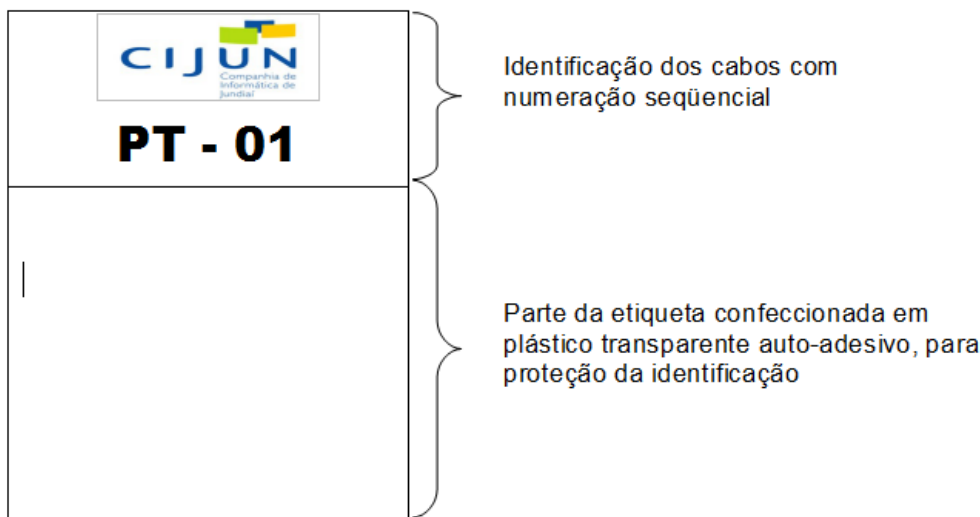 CIJUN
Companhia de
Informática de
Jundiaí
PT - 01
Identificação dos cabos com
numeração seqüencial
Parte da etiqueta confeccionada em
plástico transparente auto-adesivo, para
proteção da identificação